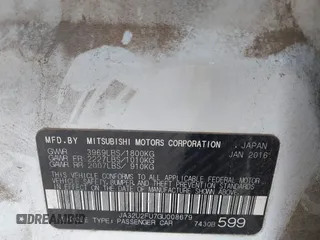 MFD.BY MITSUBISHI MOTORS CORPORATION, JAPAN
GVWR 3969LBS/1800KG JAN 2016
GAWR FR 2227LBS/1010KG
GAWR RR 2007LBS/ 910KG
THIS VEHICLE CONFORMS TO ALL APPLICABLE FEDERAL
MOTOR VEHICLE SAFETY, BUMPER, AND THEFT PREVENTION
STANDARDS IN EFFECT ON THE DATE OF MANUFACTURE
SHOWN ABOVE.
JA32U2FU7GU008679
TYPE: PASSENGER CAR 7430B 599